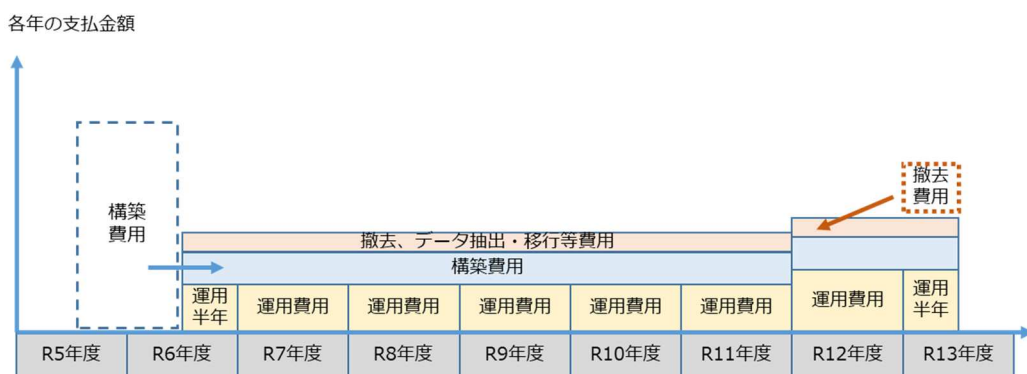 各年の支払金額
構築
費用
撤去
費用
撤去、データ抽出・移行等費用
構築費用
運用
半年
運用費用
運用費用
運用費用
運用費用
運用費用
運用費用
運用
半年
R5年度
R6年度
R7年度
R8年度
R9年度
R10年度
R11年度
R12年度
R13年度